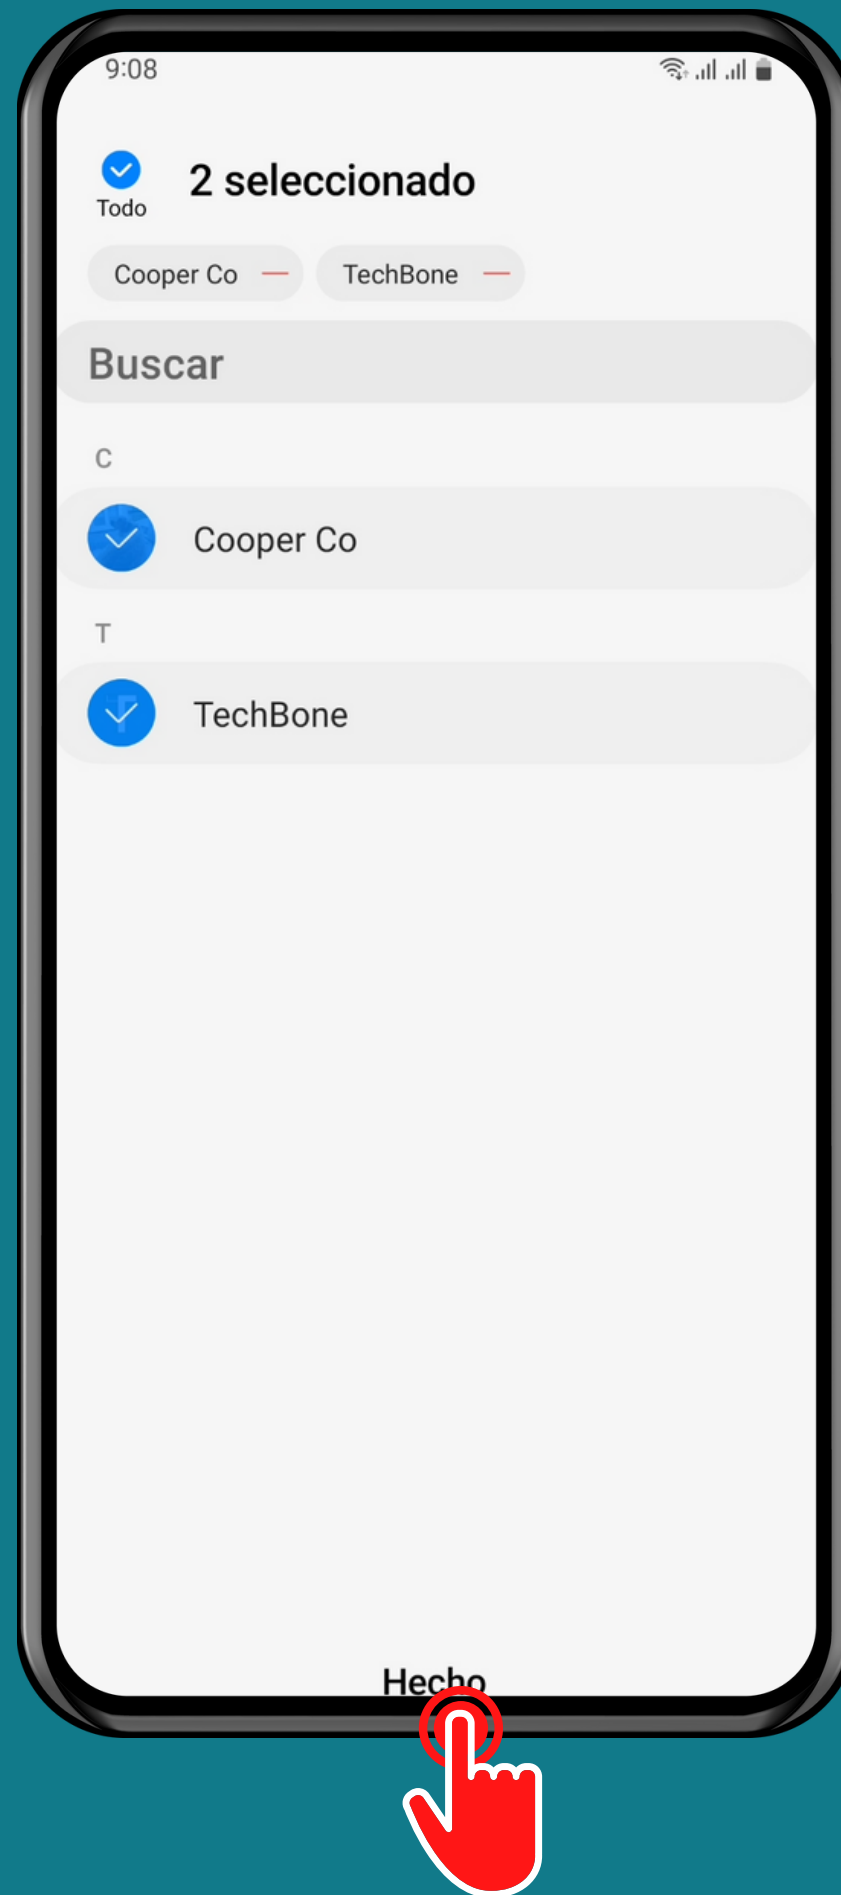 9:08
2 seleccionado
Todo
Cooper Co TechBone
Buscar
C
Cooper Co
T
TechBone
Hecho